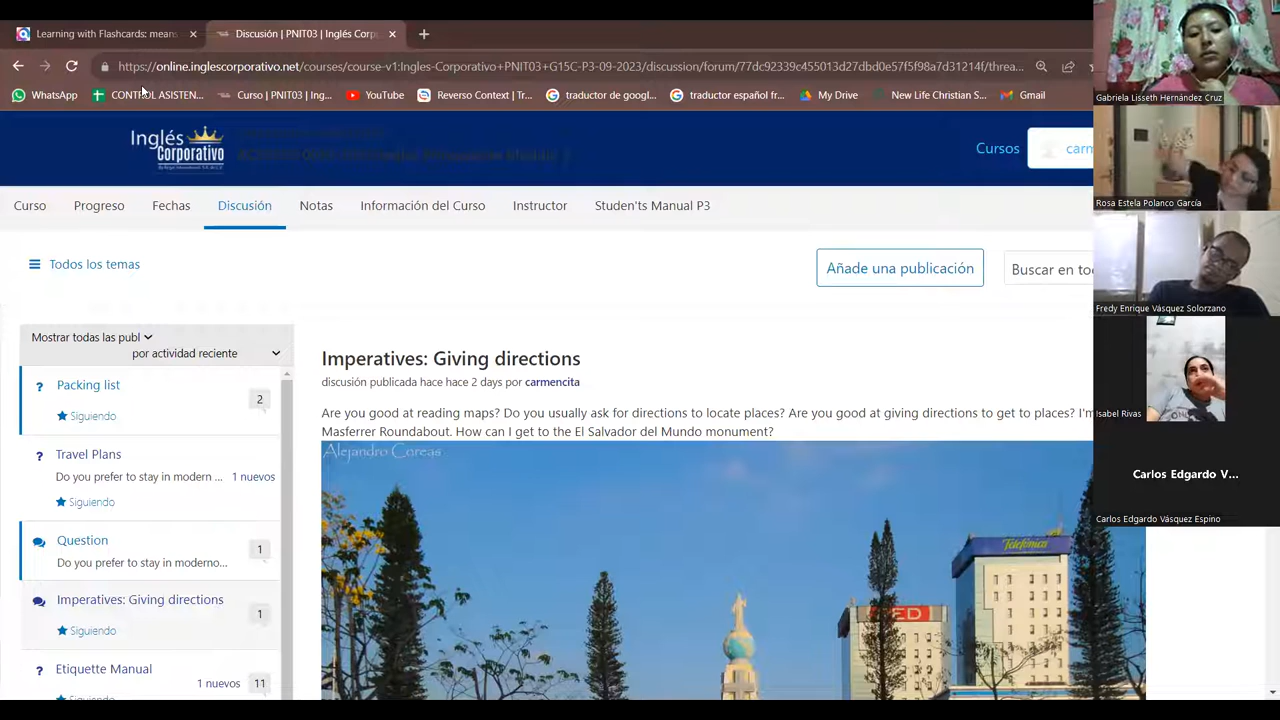 Learning with Flashcards: means
Discusión | PNIT03 | Inglés Corp
https://online.inglescorporativo.net/courses/course-v1:Ingles-Corporativo+PNIT03+G15C-P3-09-2023/discussion/forum/77dc92339c455013d27dbd0e57f5f98a7d31214f/threa...
WhatsApp
CONTROL ASISTEN...
Curso | PNIT03 | Ing...
YouTube
Reverso Context | Tr...
traductor de googl...
traductor español fr...
My Drive
New Life Christian S...
Gmail
Inglés
Corporativo
Cursos
carm
Curso
Progreso
Fechas
Discusión
Notas
Información del Curso
Instructor
Studen'ts Manual P3
Todos los temas
Añade una publicación
Buscar en to
Mostrar todas las publ
por actividad reciente
Packing list
2
Siguiendo
Travel Plans
Do you prefer to stay in modern ...
1 nuevos
Siguiendo
Question
1
Do you prefer to stay in moderno...
Imperatives: Giving directions
1
Siguiendo
Etiquette Manual
1 nuevos
11
Imperatives: Giving directions
discusión publicada hace hace 2 days por carmencita
Are you good at reading maps? Do you usually ask for directions to locate places? Are you good at giving directions to get to places? I'm
Masferrer Roundabout. How can I get to the El Salvador del Mundo monument?
Alejandro Coreas
Telefónica
RED
Gabriela Lisseth Hernández Cruz
Rosa Estela Polanco García
Fredy Enrique Vásquez Solorzano
Isabel Rivas
Carlos Edgardo V...
Carlos Edgardo Vásquez Espino